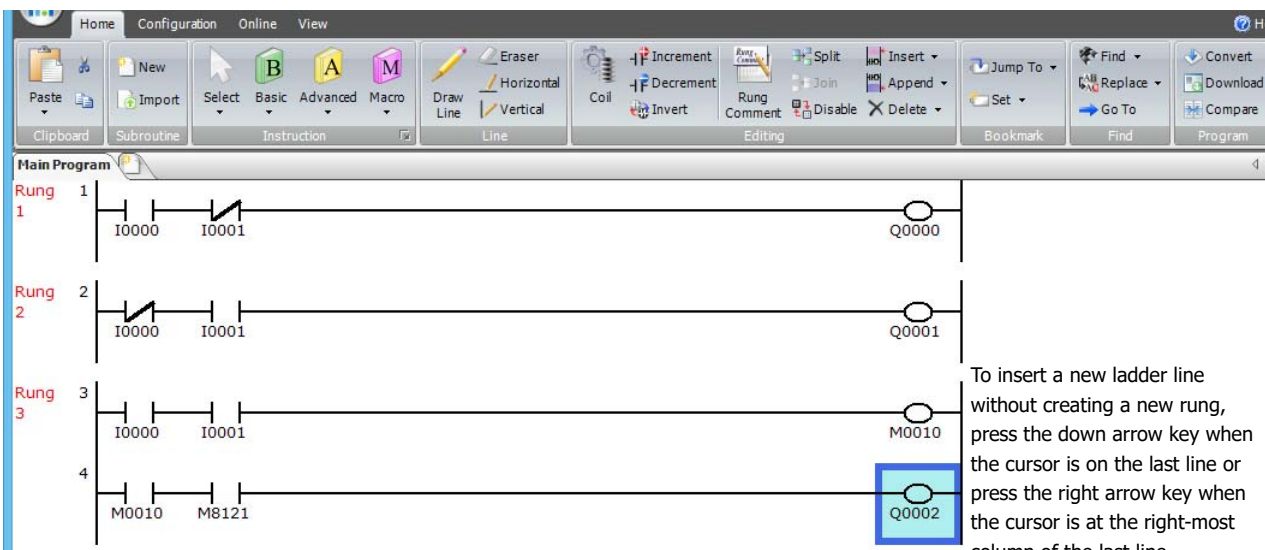 Home Configuration Online View
H
Paste
New
Import
Select
B
Basic
A
Advanced
M
Macro
Draw
Line
Eraser
Horizontal
Vertical
Coil
Increment
Decrement
Invert
Rung
Comment
Split
Join
Disable
Insert
Append
Delete
Jump To
Set
Find
Replace
Go To
Convert
Download
Compare
Clipboard Subroutine Instruction Line Editing Bookmark Find Program
Main Program
Rung 1
1
I0000 I0001 Q0000
Rung 2
2
I0000 I0001 Q0001
Rung 3
3
I0000 I0001 M0010
4
M0010 M8121 Q0002
To insert a new ladder line
without creating a new rung,
press the down arrow key when
the cursor is on the last line or
press the right arrow key when
the cursor is at the right-most
column of the last line